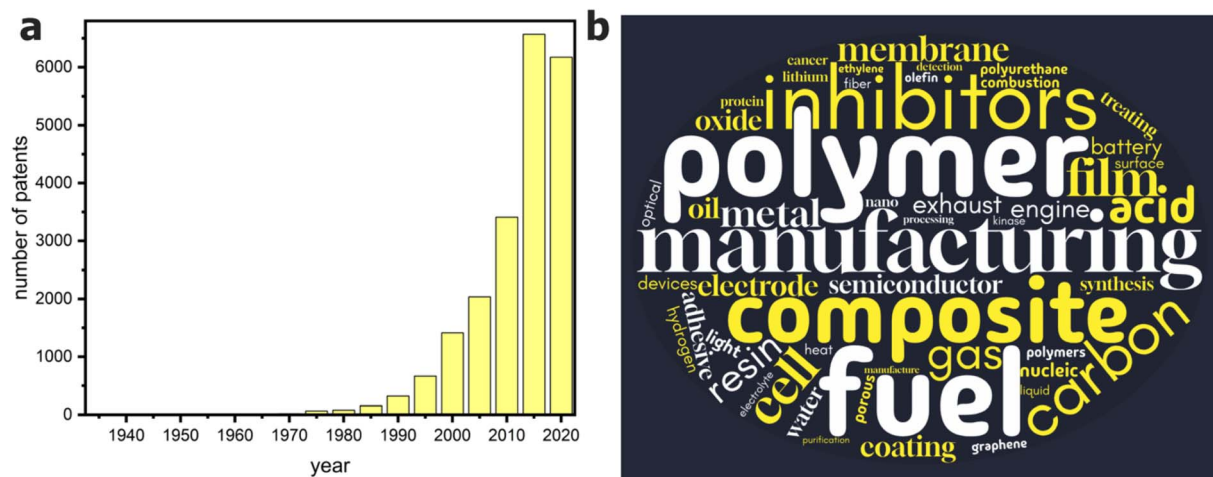 a
number of patents
6000
5000
4000
3000
2000
1000
0
1940 1950 1960 1970 1980 1990 2000 2010 2020
year
b
membrane
cancer
lithium
ethylene
fiber
detection
olefin
polyurethane
combustion
protein
oxide
inhibitors
treating
polymer
battery
surface
film
optical
oil
metal
nano
processing
exhaust
kinase
engine
acid
manufacturing
devices
electrode
semiconductor
synthesis
hydrogen
adhesive
composite
light
resin
electrolyte
heat
cell
manufacture
gas
polymers
nucleic
liquid
carbon
water
porous
fuel
purification
coating
graphene